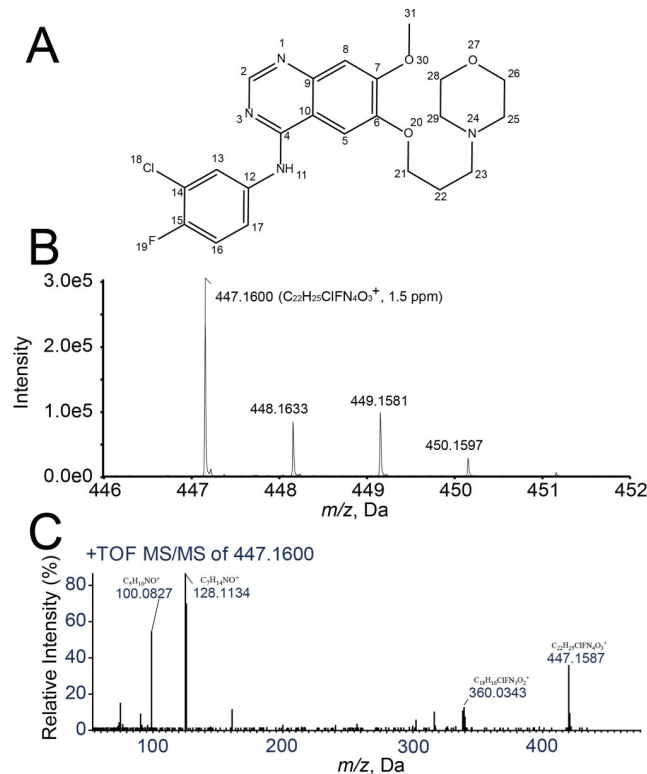 A
31
27
O
1
8
O
30
28
26
2
N
7
9
10
3
N
4
5
6
20
O
29
24
N
25
18
Cl
13
12
NH
11
21
22
23
14
15
17
16
19
F
B
3.0e5
447.1600 (C₂₂H₂₅ClFN₄O₃⁺, 1.5 ppm)
Intensity
2.0e5
448.1633
449.1581
1.0e5
450.1597
0.0e0
446 447 448 449 450 451 452
m/z, Da
C
+TOF MS/MS of 447.1600
Relative Intensity (%)
80
C₅H₁₀NO⁺
100.0827
C₇H₁₄NO⁺
128.1134
60
40
C₂₂H₂₅ClFN₄O₃⁺
447.1587
C₁₈H₁₆ClFN₃O₂⁺
360.0343
20
0
100 200 300 400
m/z, Da